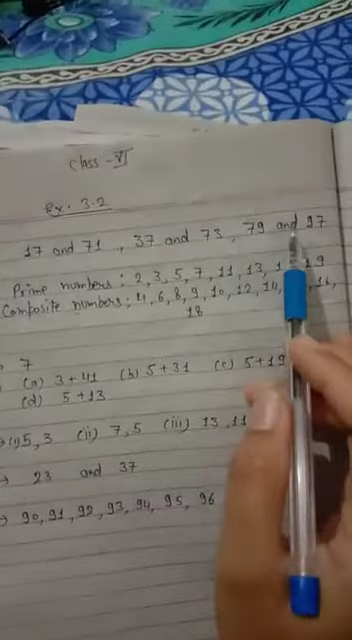 Class - VI
Ex. 3.2
17 and 71 , 37 and 73 , 79 and 97
Prime numbers : 2, 3, 5, 7, 11, 13, 19
Composite numbers : 4, 6, 8, 9, 10, 12, 14, 16,
18
7
(a) 3+41 (b) 5+31 (c) 5+19
(d) 5+13
→ (i) 5, 3 (ii) 7, 5 (iii) 13, 11
→ 23 and 37
→ 90, 91, 92, 93, 94, 95, 96